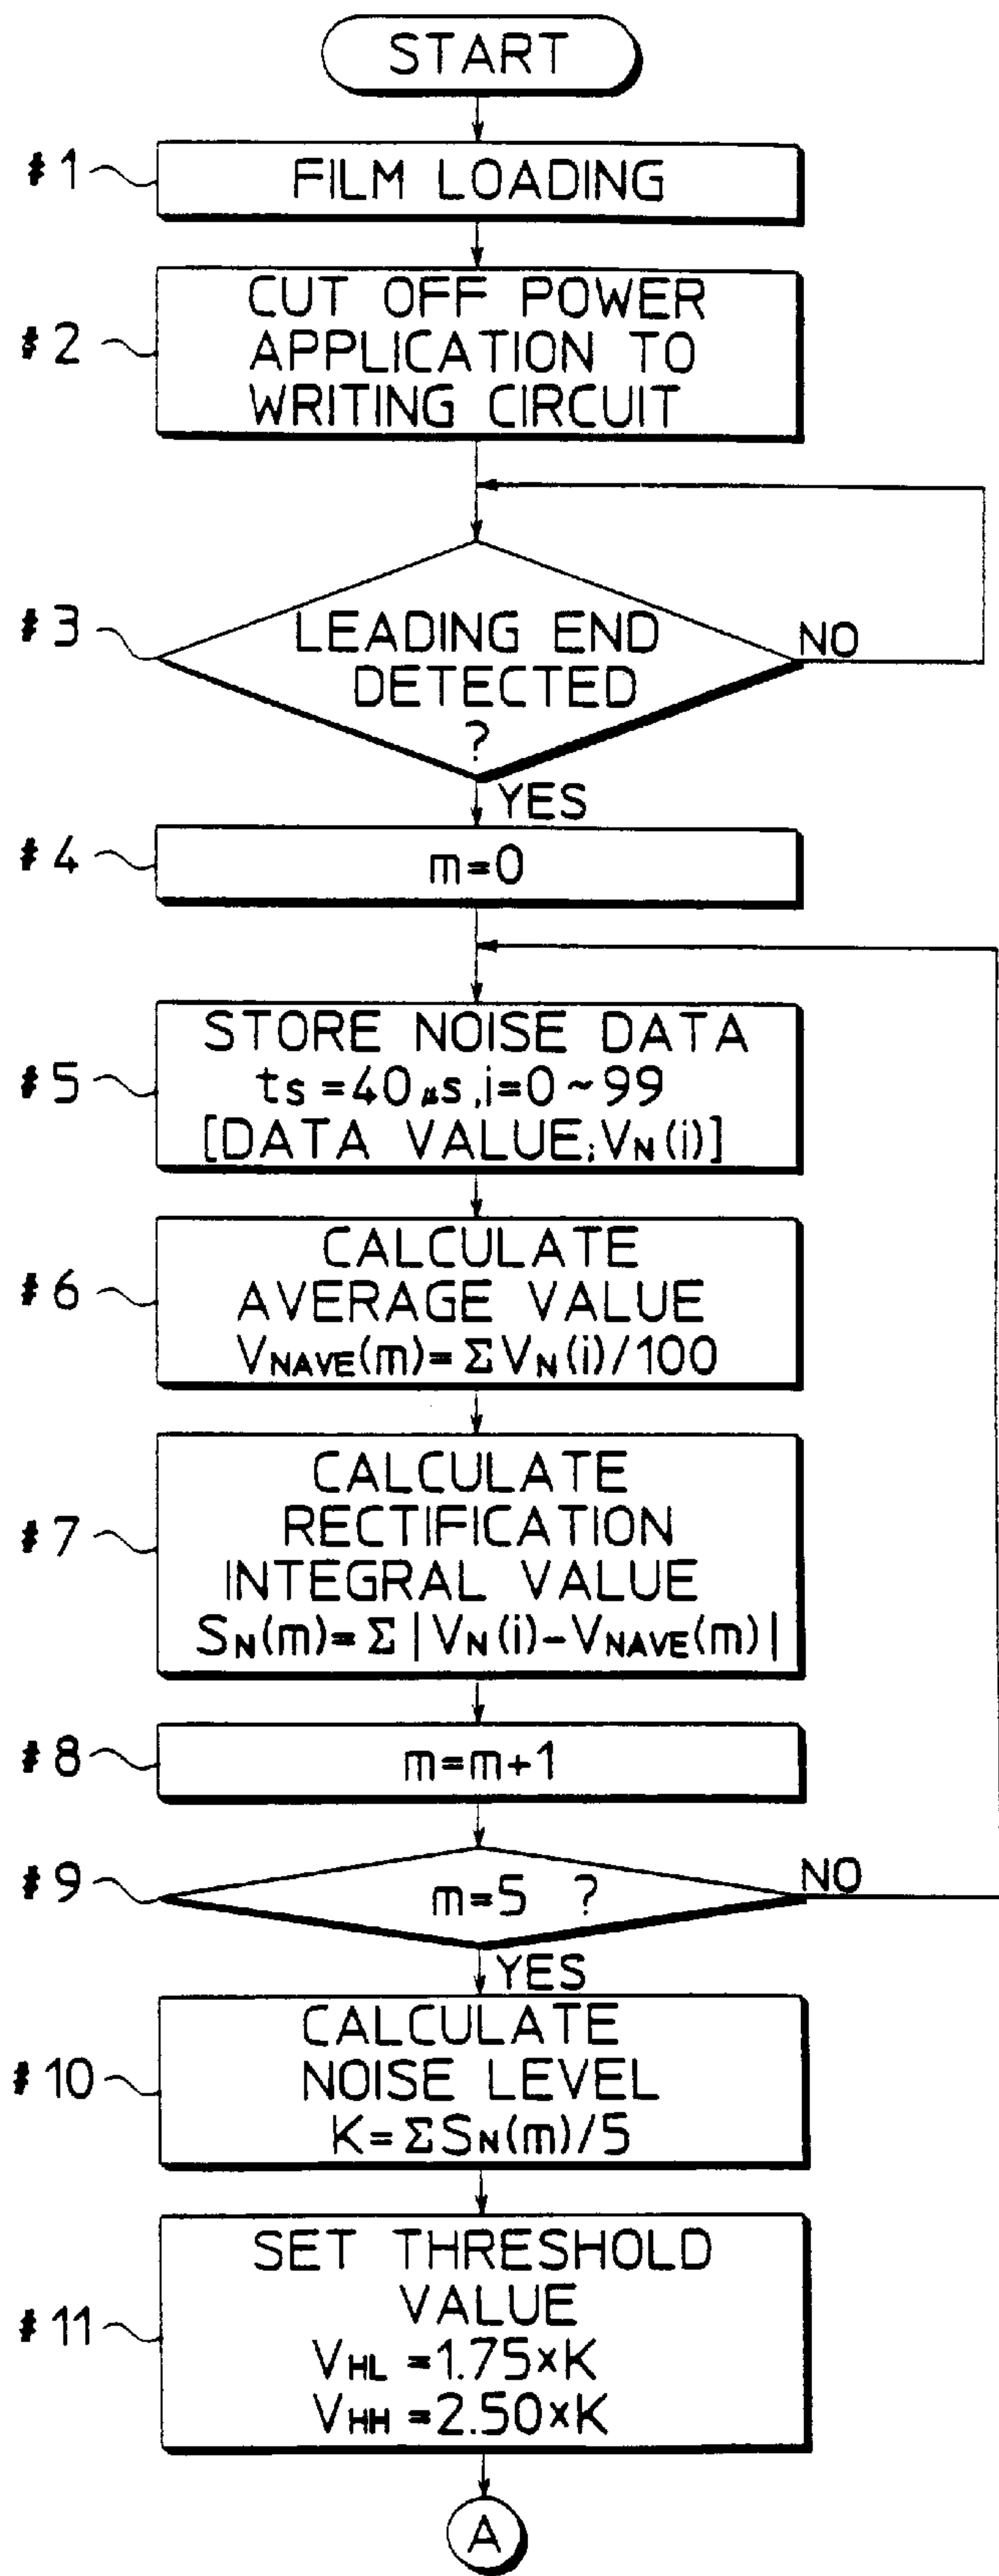 START
#1
FILM LOADING
#2
CUT OFF POWER
APPLICATION TO
WRITING CIRCUIT
#3
LEADING END
DETECTED
?
NO
YES
#4
m=0
#5
STORE NOISE DATA
ts=40μs,i=0~99
[DATA VALUE;VN(i)]
#6
CALCULATE
AVERAGE VALUE
VNAVE(m)=ΣVN(i)/100
#7
CALCULATE
RECTIFICATION
INTEGRAL VALUE
SN(m)=Σ|VN(i)-VNAVE(m)|
#8
m=m+1
#9
m=5 ?
NO
YES
#10
CALCULATE
NOISE LEVEL
K=ΣSN(m)/5
#11
SET THRESHOLD
VALUE
VHL=1.75×K
VHH=2.50×K
A